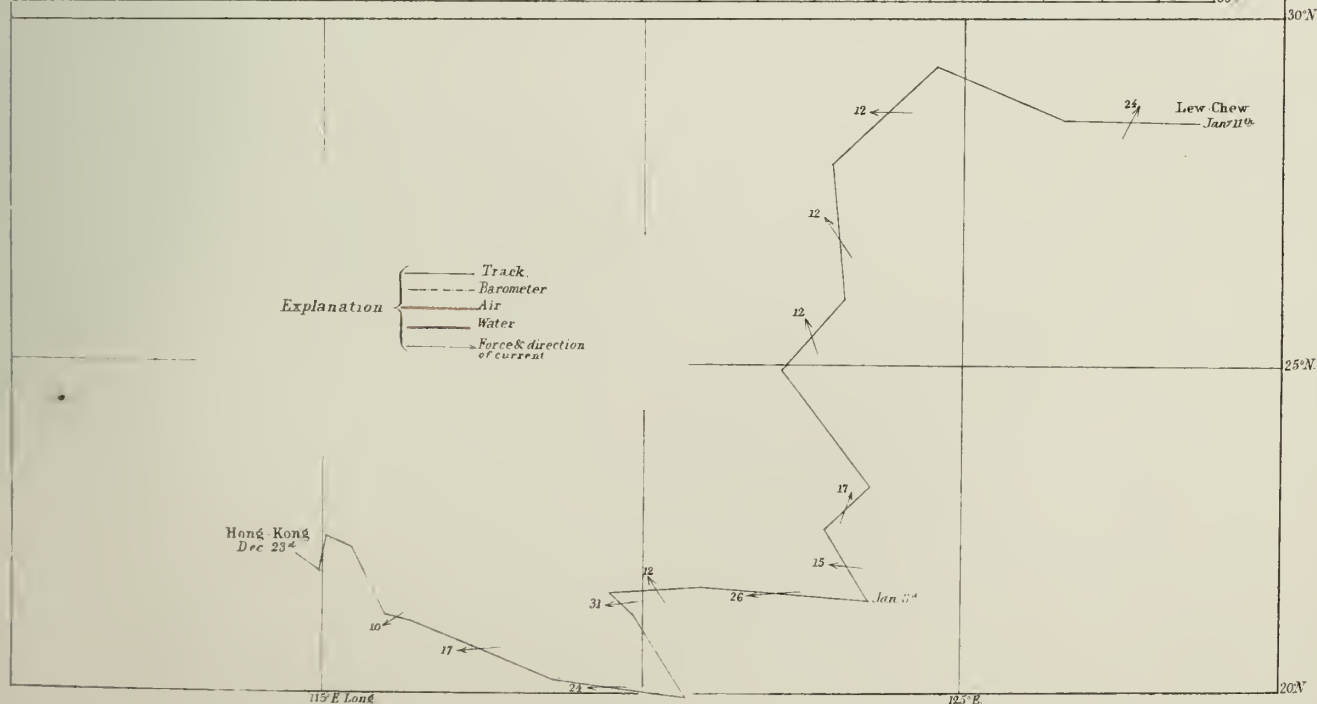 30°N
Lew-Chew
Jany 11th
24
12
12
12
Explanation
Track.
Barometer
Air
Water
Force & direction
of current
25°N.
17
15
Hong-Kong
Dec 23d
12
31
26
Jan
10
17
24
115°E Long
125°E.
20°N